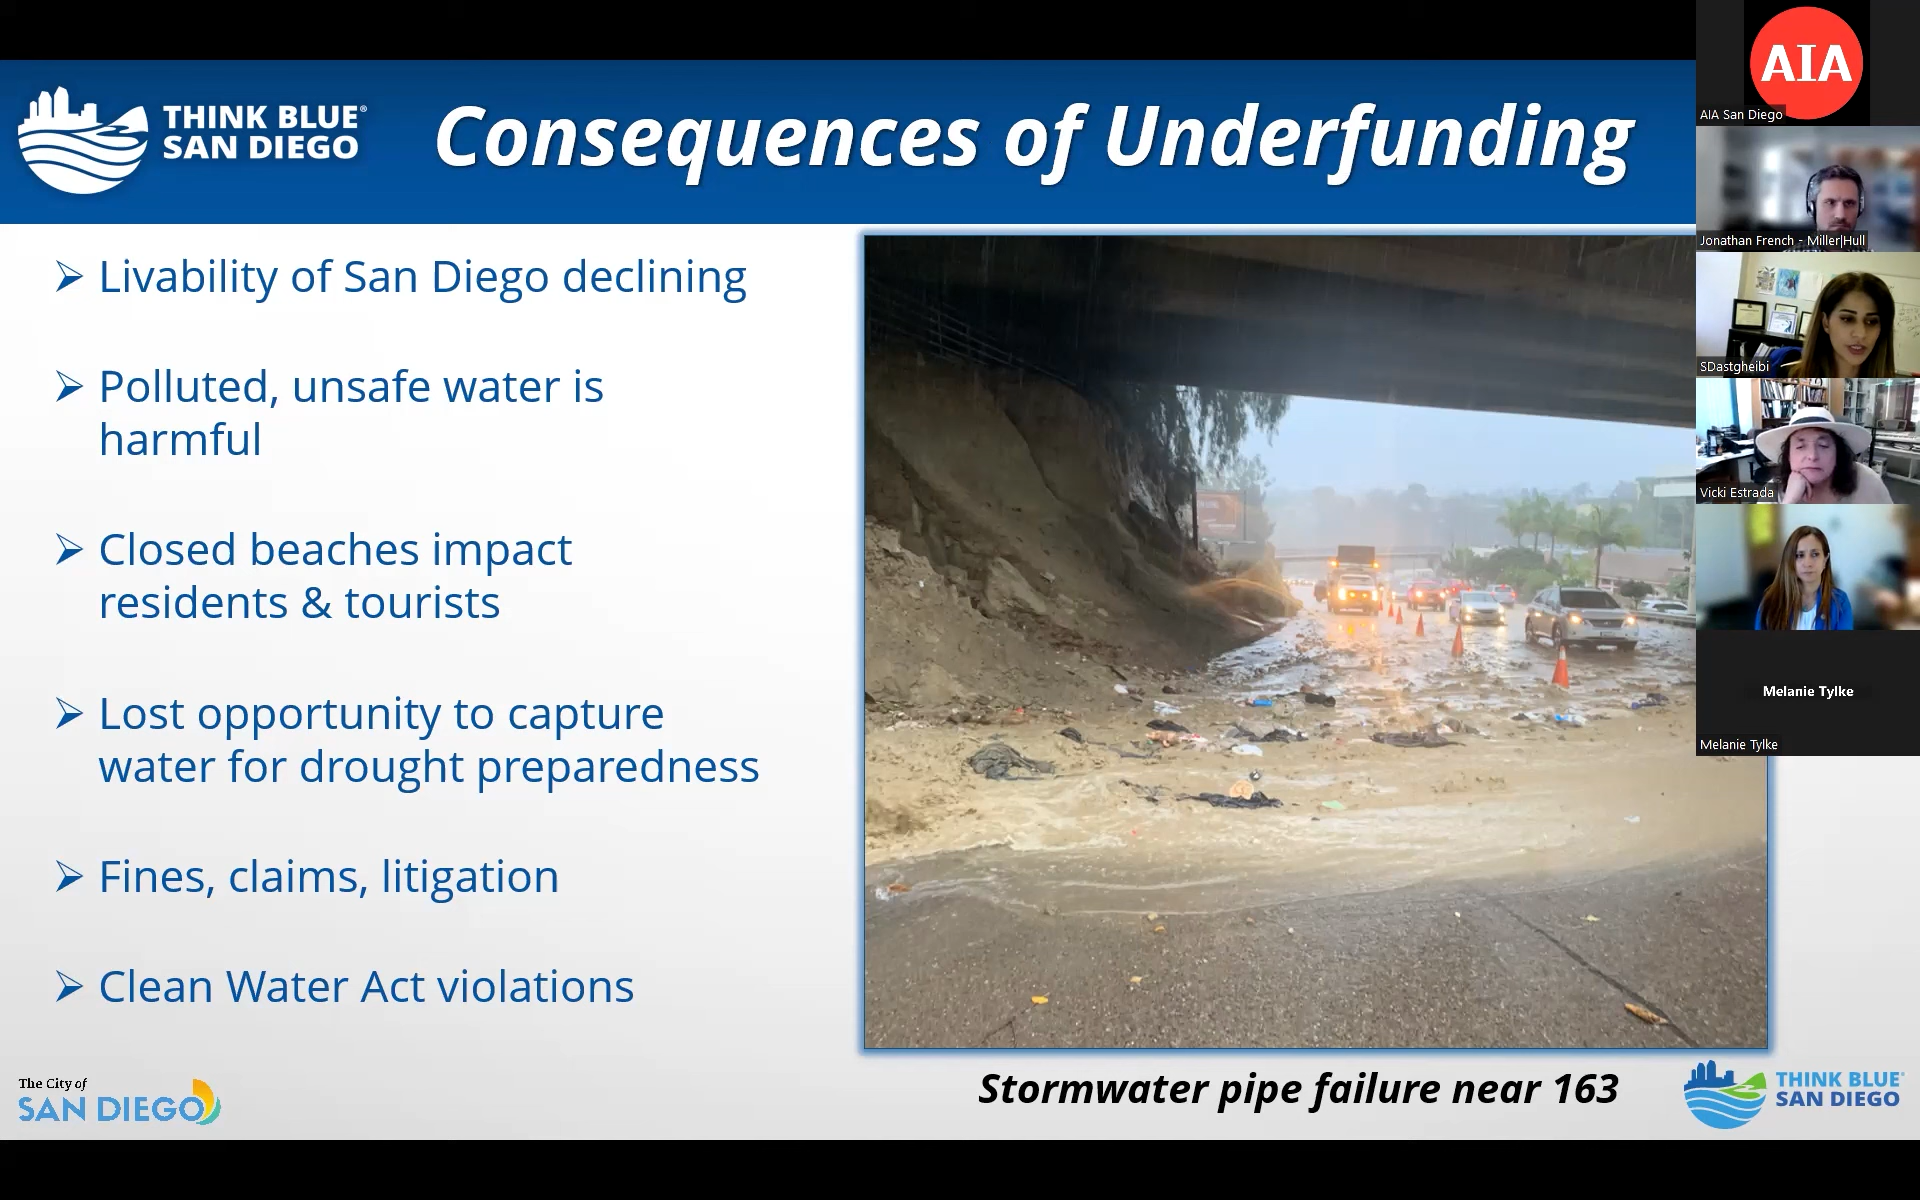 THINK BLUE®
SAN DIEGO
Consequences of Underfunding
➢ Livability of San Diego declining
➢ Polluted, unsafe water is
harmful
➢ Closed beaches impact
residents & tourists
➢ Lost opportunity to capture
water for drought preparedness
➢ Fines, claims, litigation
➢ Clean Water Act violations
Stormwater pipe failure near 163
The City of
SAN DIEGO
THINK BLUE
SAN DIEGO
AIA
AIA San Diego
Jonathan French - Miller|Hull
SDastgheibi
Vicki Estrada
Melanie Tylke
Melanie Tylke